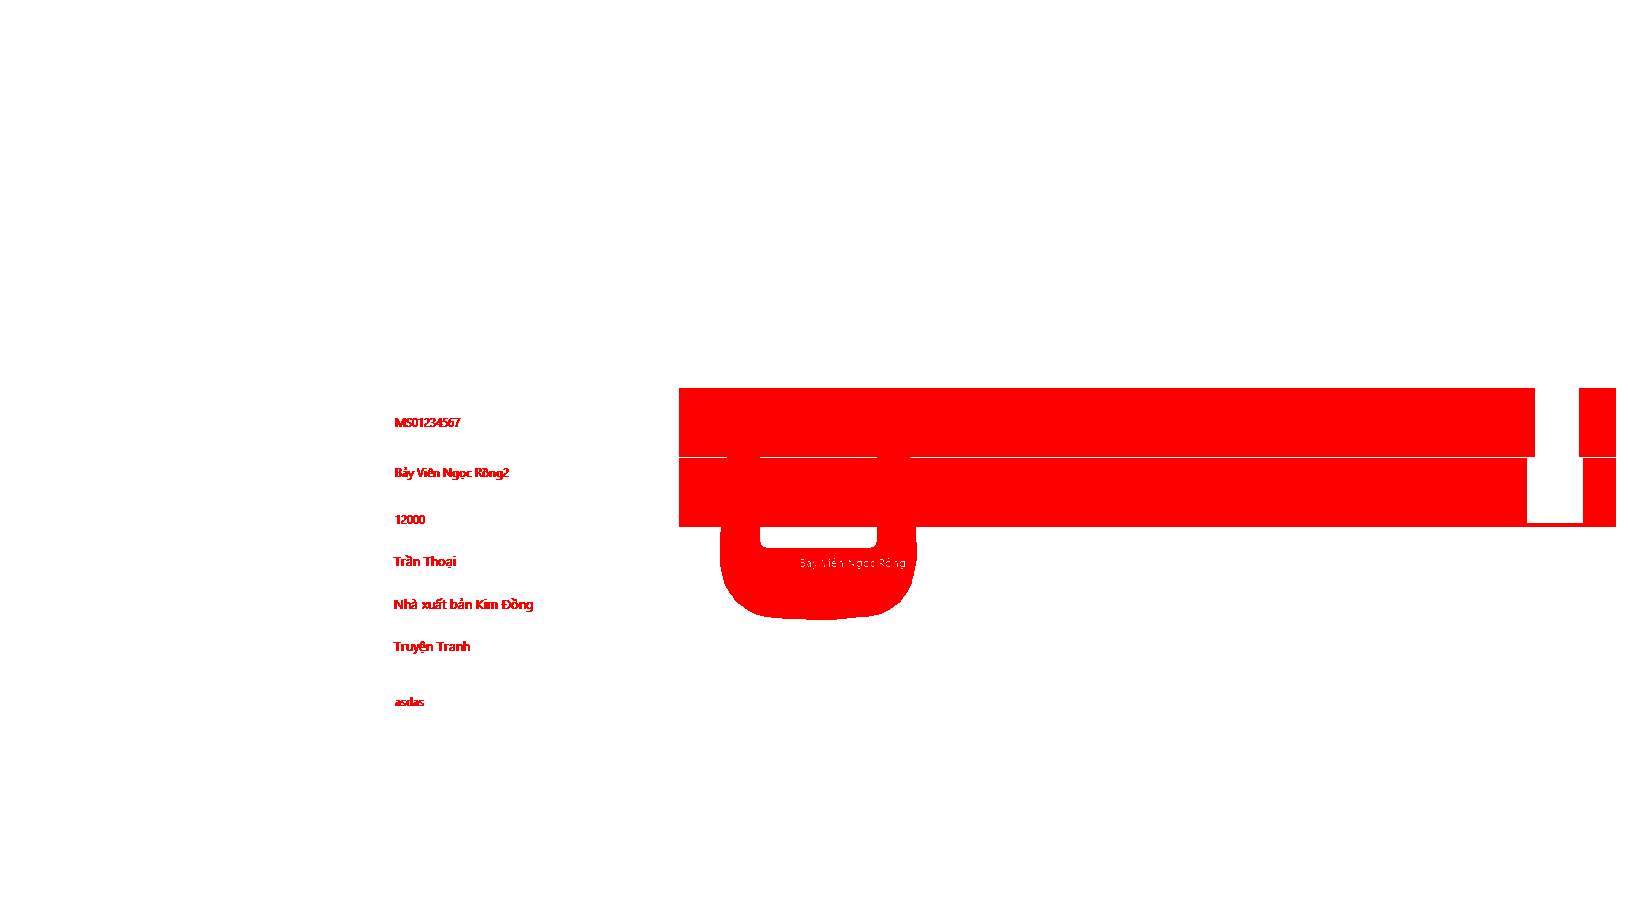 MS01234567
Bảy Viên Ngọc Rồng2
12000
Trần Thoại
Bảy Viên Ngọc Rồng
Nhà xuất bản Kim Đồng
Truyện Tranh
asdas